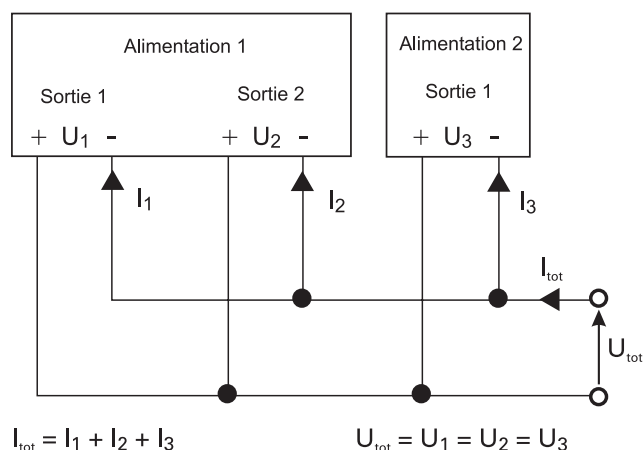 Alimentation 1
Alimentation 2
Sortie 1
Sortie 2
Sortie 1
+ U1 -
+ U2 -
+ U3 -
I1
I2
I3
Itot
Utot
Itot = I1 + I2 + I3
Utot = U1 = U2 = U3